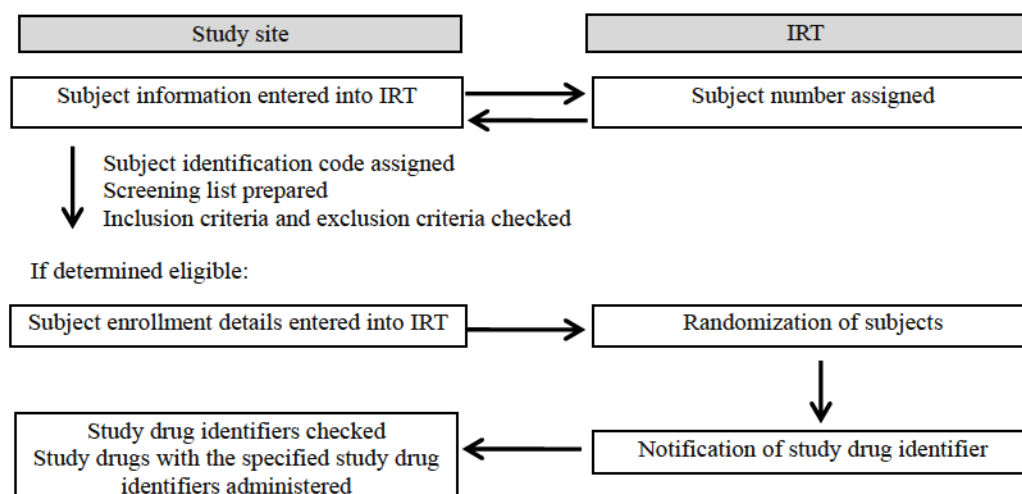 Study site
IRT
Subject information entered into IRT
Subject number assigned
Subject identification code assigned
Screening list prepared
Inclusion criteria and exclusion criteria checked
If determined eligible:
Subject enrollment details entered into IRT
Randomization of subjects
Study drug identifiers checked
Study drugs with the specified study drug
identifiers administered
Notification of study drug identifier